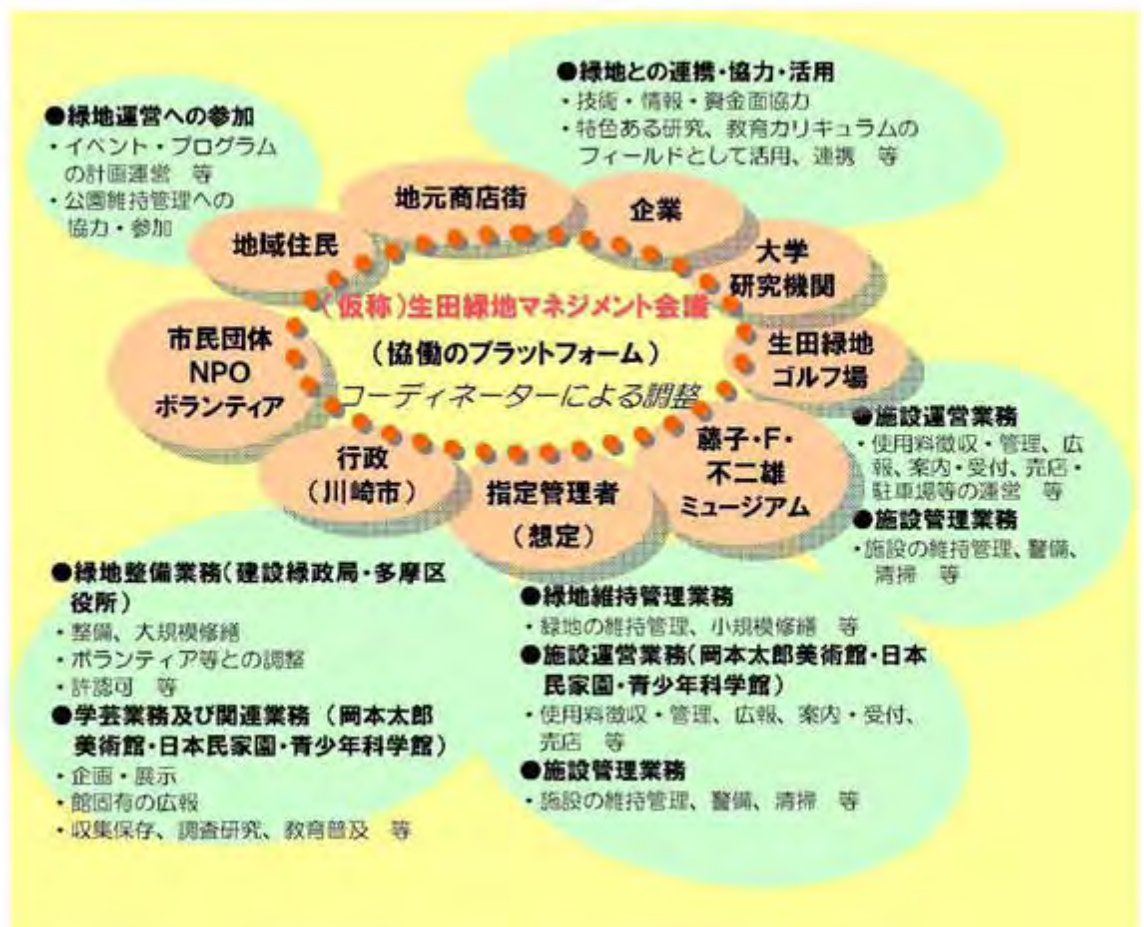 ●緑地との連携・協力・活用
・技術・情報・資金面協力
・特色ある研究、教育カリキュラムの
フィールドとして活用、連携　等
●緑地運営への参加
・イベント・プログラム
の計画運営　等
・公園維持管理への
協力・参加
地元商店街
企業
地域住民
大学
研究機関
（仮称）生田緑地マネジメント会議
（協働のプラットフォーム）
コーディネーターによる調整
市民団体
NPO
ボランティア
生田緑地
ゴルフ場
行政
（川崎市）
指定管理者
（想定）
藤子・F・
不二雄
ミュージアム
●施設運営業務
・使用料徴収・管理、広
報、案内・受付、売店・
駐車場等の運営　等
●施設管理業務
・施設の維持管理、警備、
清掃　等
●緑地整備業務（建設緑政局・多摩区
役所）
・整備、大規模修繕
・ボランティア等との調整
・許認可　等
●学芸業務及び関連業務　（岡本太郎
美術館・日本民家園・青少年科学館）
・企画・展示
・館固有の広報
・収集保存、調査研究、教育普及　等
●緑地維持管理業務
・緑地の維持管理、小規模修繕　等
●施設運営業務（岡本太郎美術館・日本
民家園・青少年科学館）
・使用料徴収・管理、広報、案内・受付、
売店　等
●施設管理業務
・施設の維持管理、警備、清掃　等